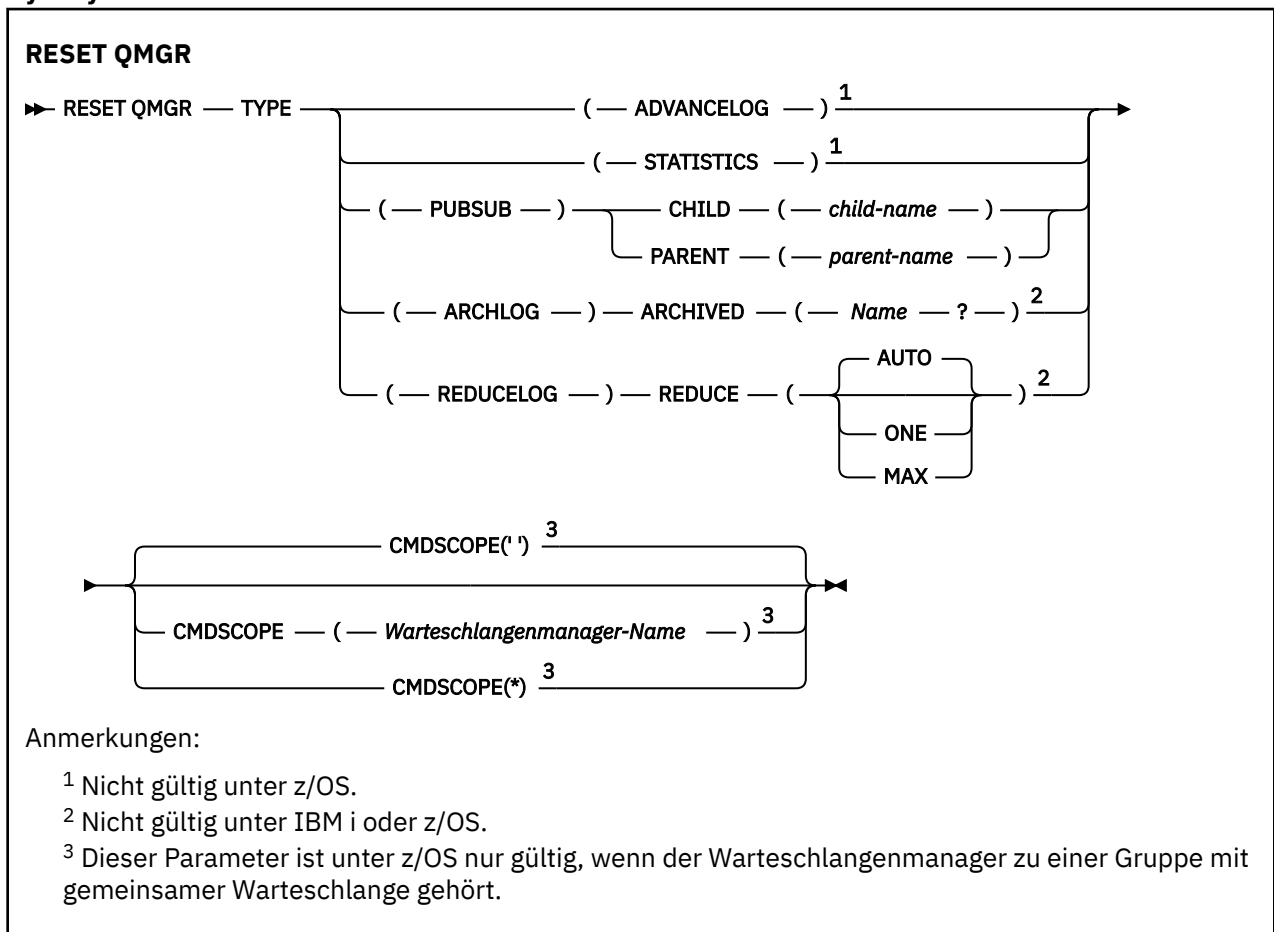 RESET QMGR
RESET QMGR TYPE ( ADVANCELOG ) 1
( STATISTICS ) 1
( PUBSUB ) CHILD ( child-name )
PARENT ( parent-name )
( ARCHLOG ) ARCHIVED ( Name ? ) 2
AUTO
( REDUCELOG ) REDUCE ( ) 2
ONE
MAX
CMDSCOPE(' ') 3
CMDSCOPE ( Warteschlangenmanager-Name ) 3
CMDSCOPE(*) 3
Anmerkungen:
1 Nicht gültig unter z/OS.
2 Nicht gültig unter IBM i oder z/OS.
3 Dieser Parameter ist unter z/OS nur gültig, wenn der Warteschlangenmanager zu einer Gruppe mit
gemeinsamer Warteschlange gehört.